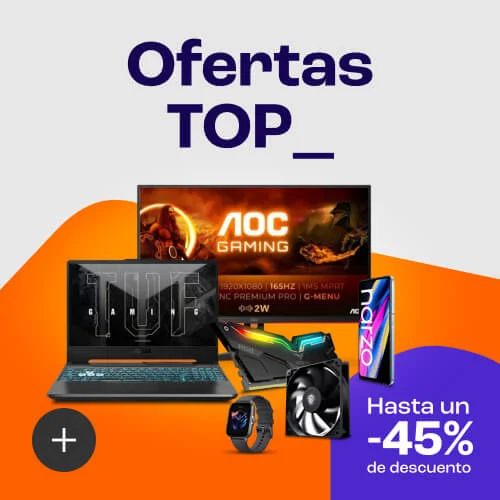 Ofertas
TOP_
AOC
GAMING
1920X1080 | 165HZ | 1MS MPRT
NC PREMIUM PRO | G-MENU
2W
AOC
TUF
GAMING
narzo
Hasta un
-45%
de descuento
+